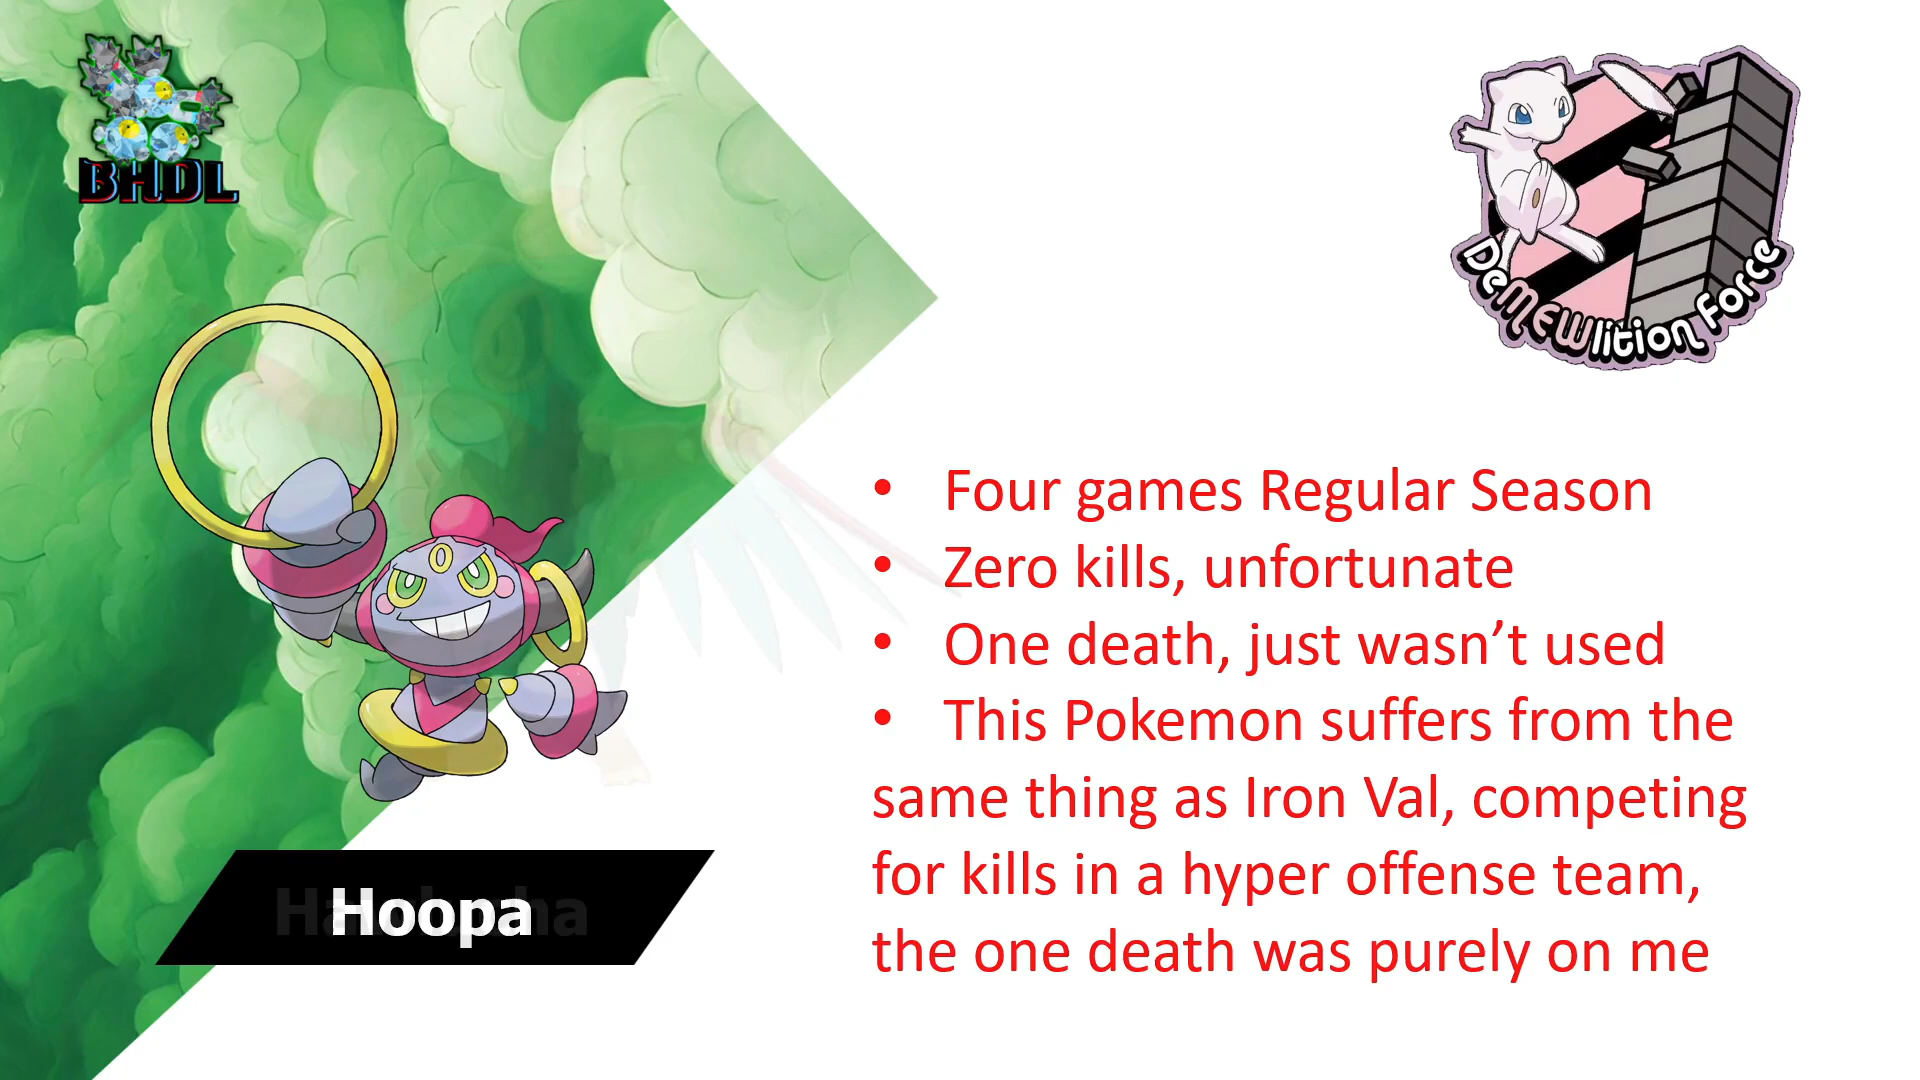 BHDL
DeMEWlition Force
• Four games Regular Season
• Zero kills, unfortunate
• One death, just wasn’t used
• This Pokemon suffers from the
same thing as Iron Val, competing
for kills in a hyper offense team,
the one death was purely on me
Hoopa